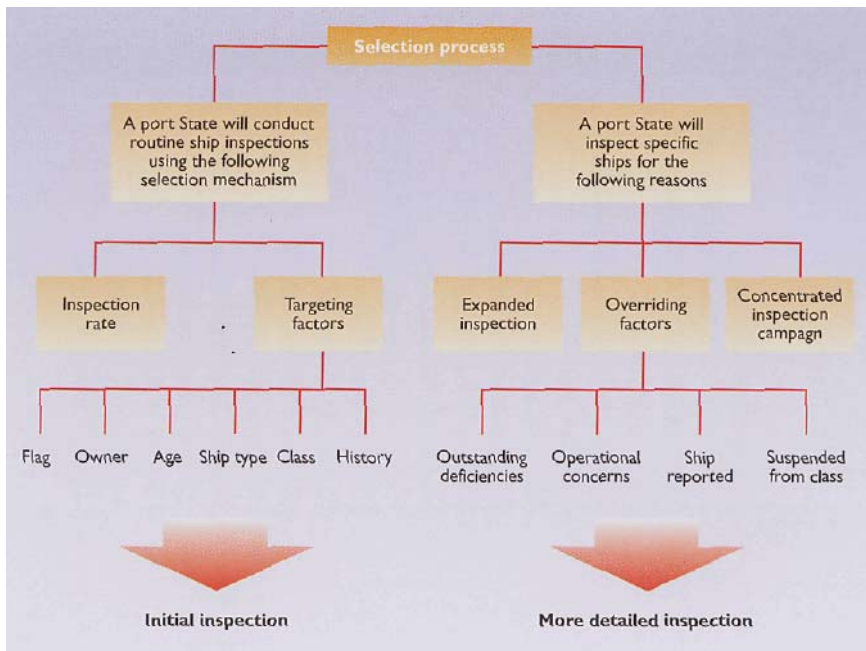 Selection process
A port State will conduct
routine ship inspections
using the following
selection mechanism
A port State will
inspect specific
ships for the
following reasons
Inspection
rate
Targeting
factors
Expanded
inspection
Overriding
factors
Concentrated
inspection
campagn
Flag
Owner
Age
Ship type
Class
History
Outstanding
deficiencies
Operational
concerns
Ship
reported
Suspended
from class
Initial inspection
More detailed inspection